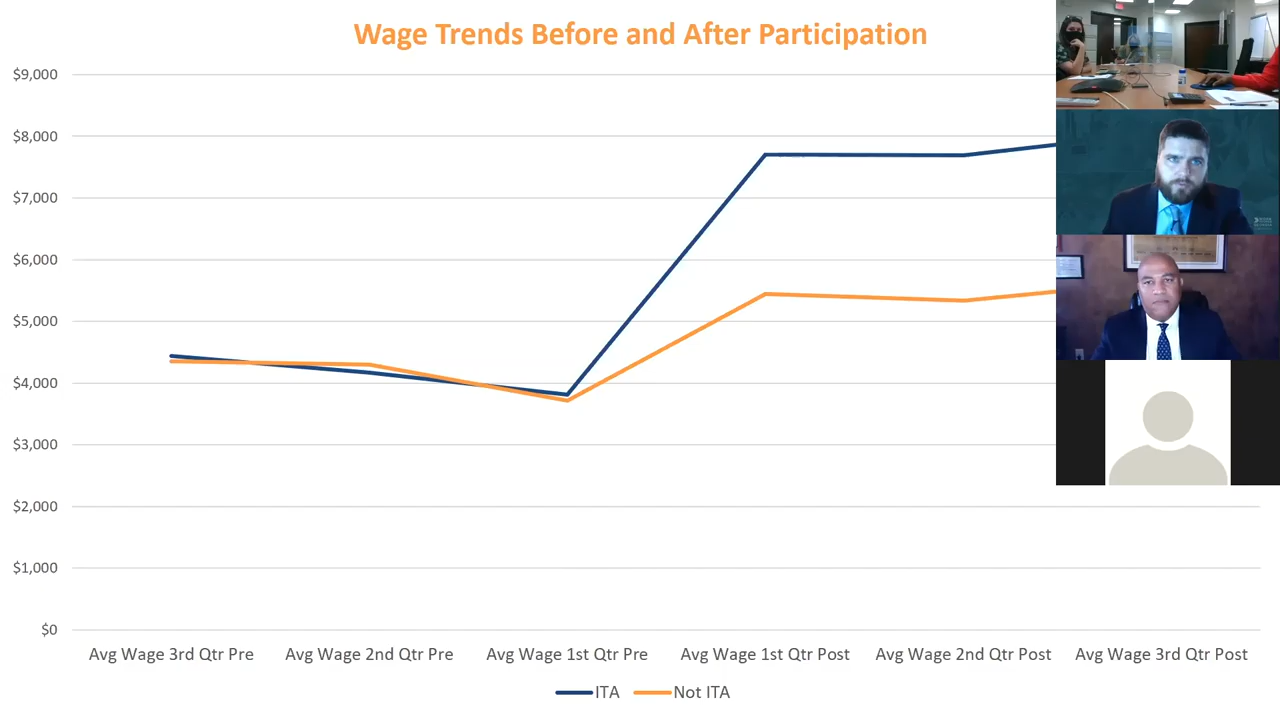 Wage Trends Before and After Participation
$9,000
$8,000
$7,000
$6,000
$5,000
$4,000
$3,000
$2,000
$1,000
$0
Avg Wage 3rd Qtr Pre
Avg Wage 2nd Qtr Pre
Avg Wage 1st Qtr Pre
Avg Wage 1st Qtr Post
Avg Wage 2nd Qtr Post
Avg Wage 3rd Qtr Post
ITA
Not ITA